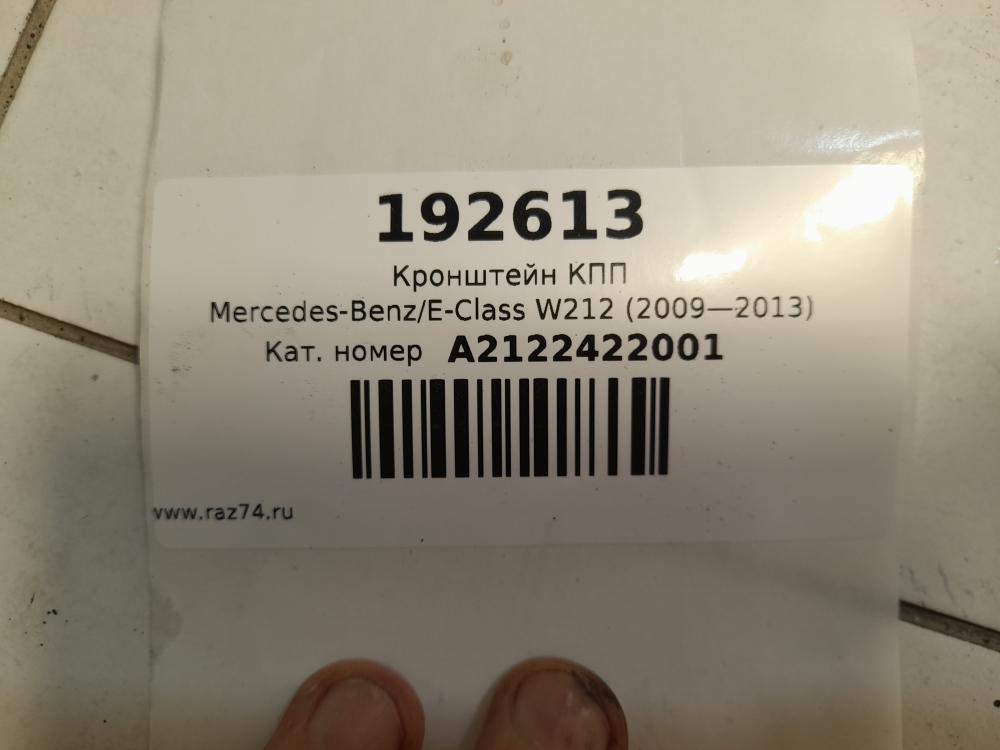 192613
Кронштейн КПП
Mercedes-Benz/E-Class W212 (2009—2013)
Кат. номер A2122422001
www.raz74.ru